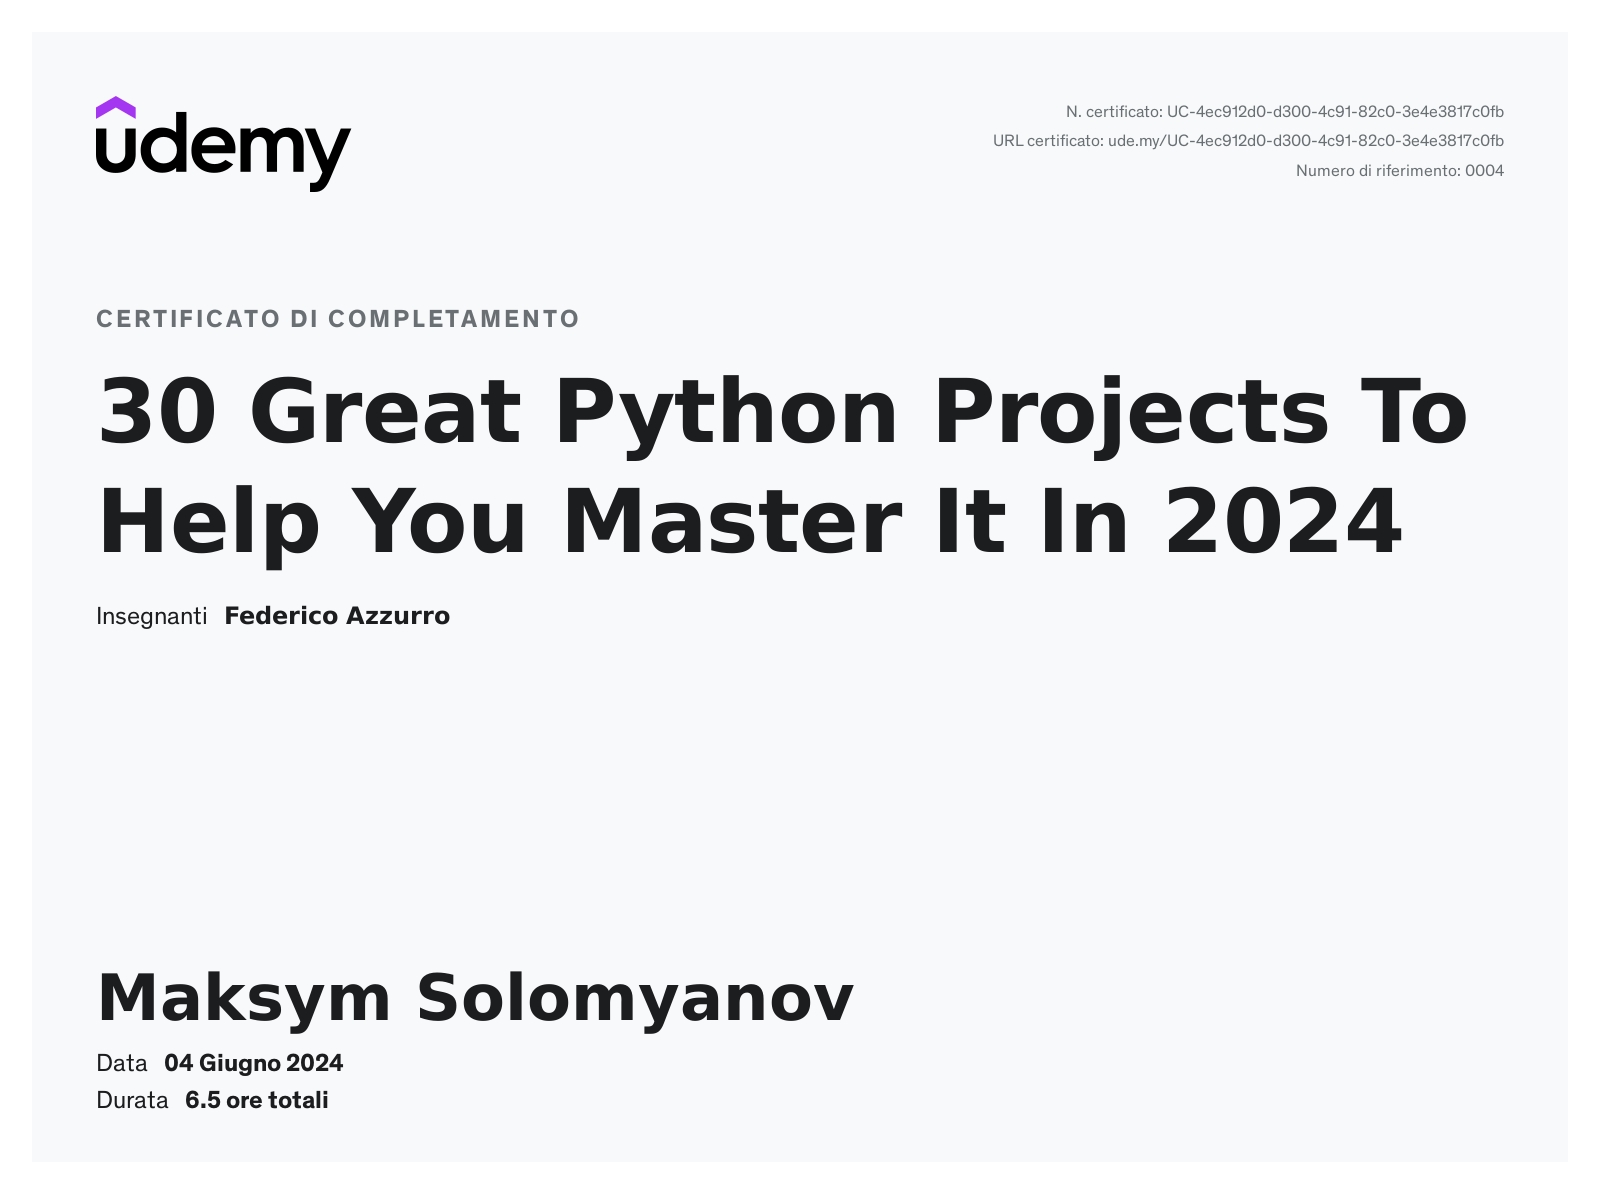 udemy
N. certificato: UC-4ec912d0-d300-4c91-82c0-3e4e3817c0fb
URL certificato: ude.my/UC-4ec912d0-d300-4c91-82c0-3e4e3817c0fb
Numero di riferimento: 0004
CERTIFICATO DI COMPLETAMENTO
30 Great Python Projects To
Help You Master It In 2024
Insegnanti Federico Azzurro
Maksym Solomyanov
Data 04 Giugno 2024
Durata 6.5 ore totali